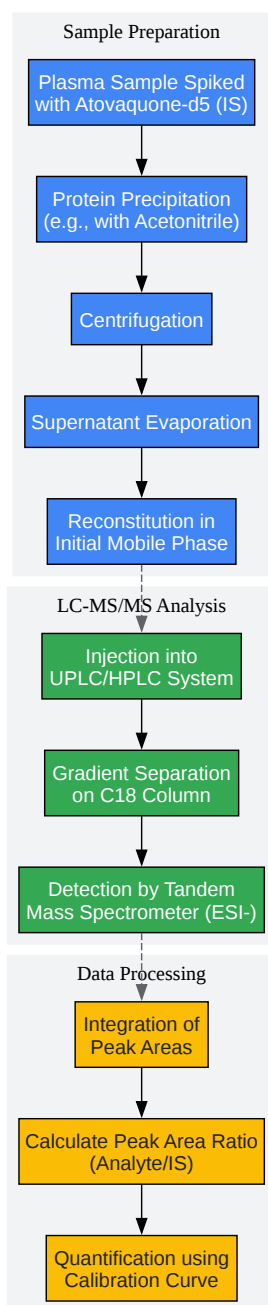 Sample Preparation
Plasma Sample Spiked
with Atovaquone-d5 (IS)
Protein Precipitation
(e.g., with Acetonitrile)
Centrifugation
Supernatant Evaporation
Reconstitution in
Initial Mobile Phase
LC-MS/MS Analysis
Injection into
UPLC/HPLC System
Gradient Separation
on C18 Column
Detection by Tandem
Mass Spectrometer (ESI-)
Data Processing
Integration of
Peak Areas
Calculate Peak Area Ratio
(Analyte/IS)
Quantification using
Calibration Curve